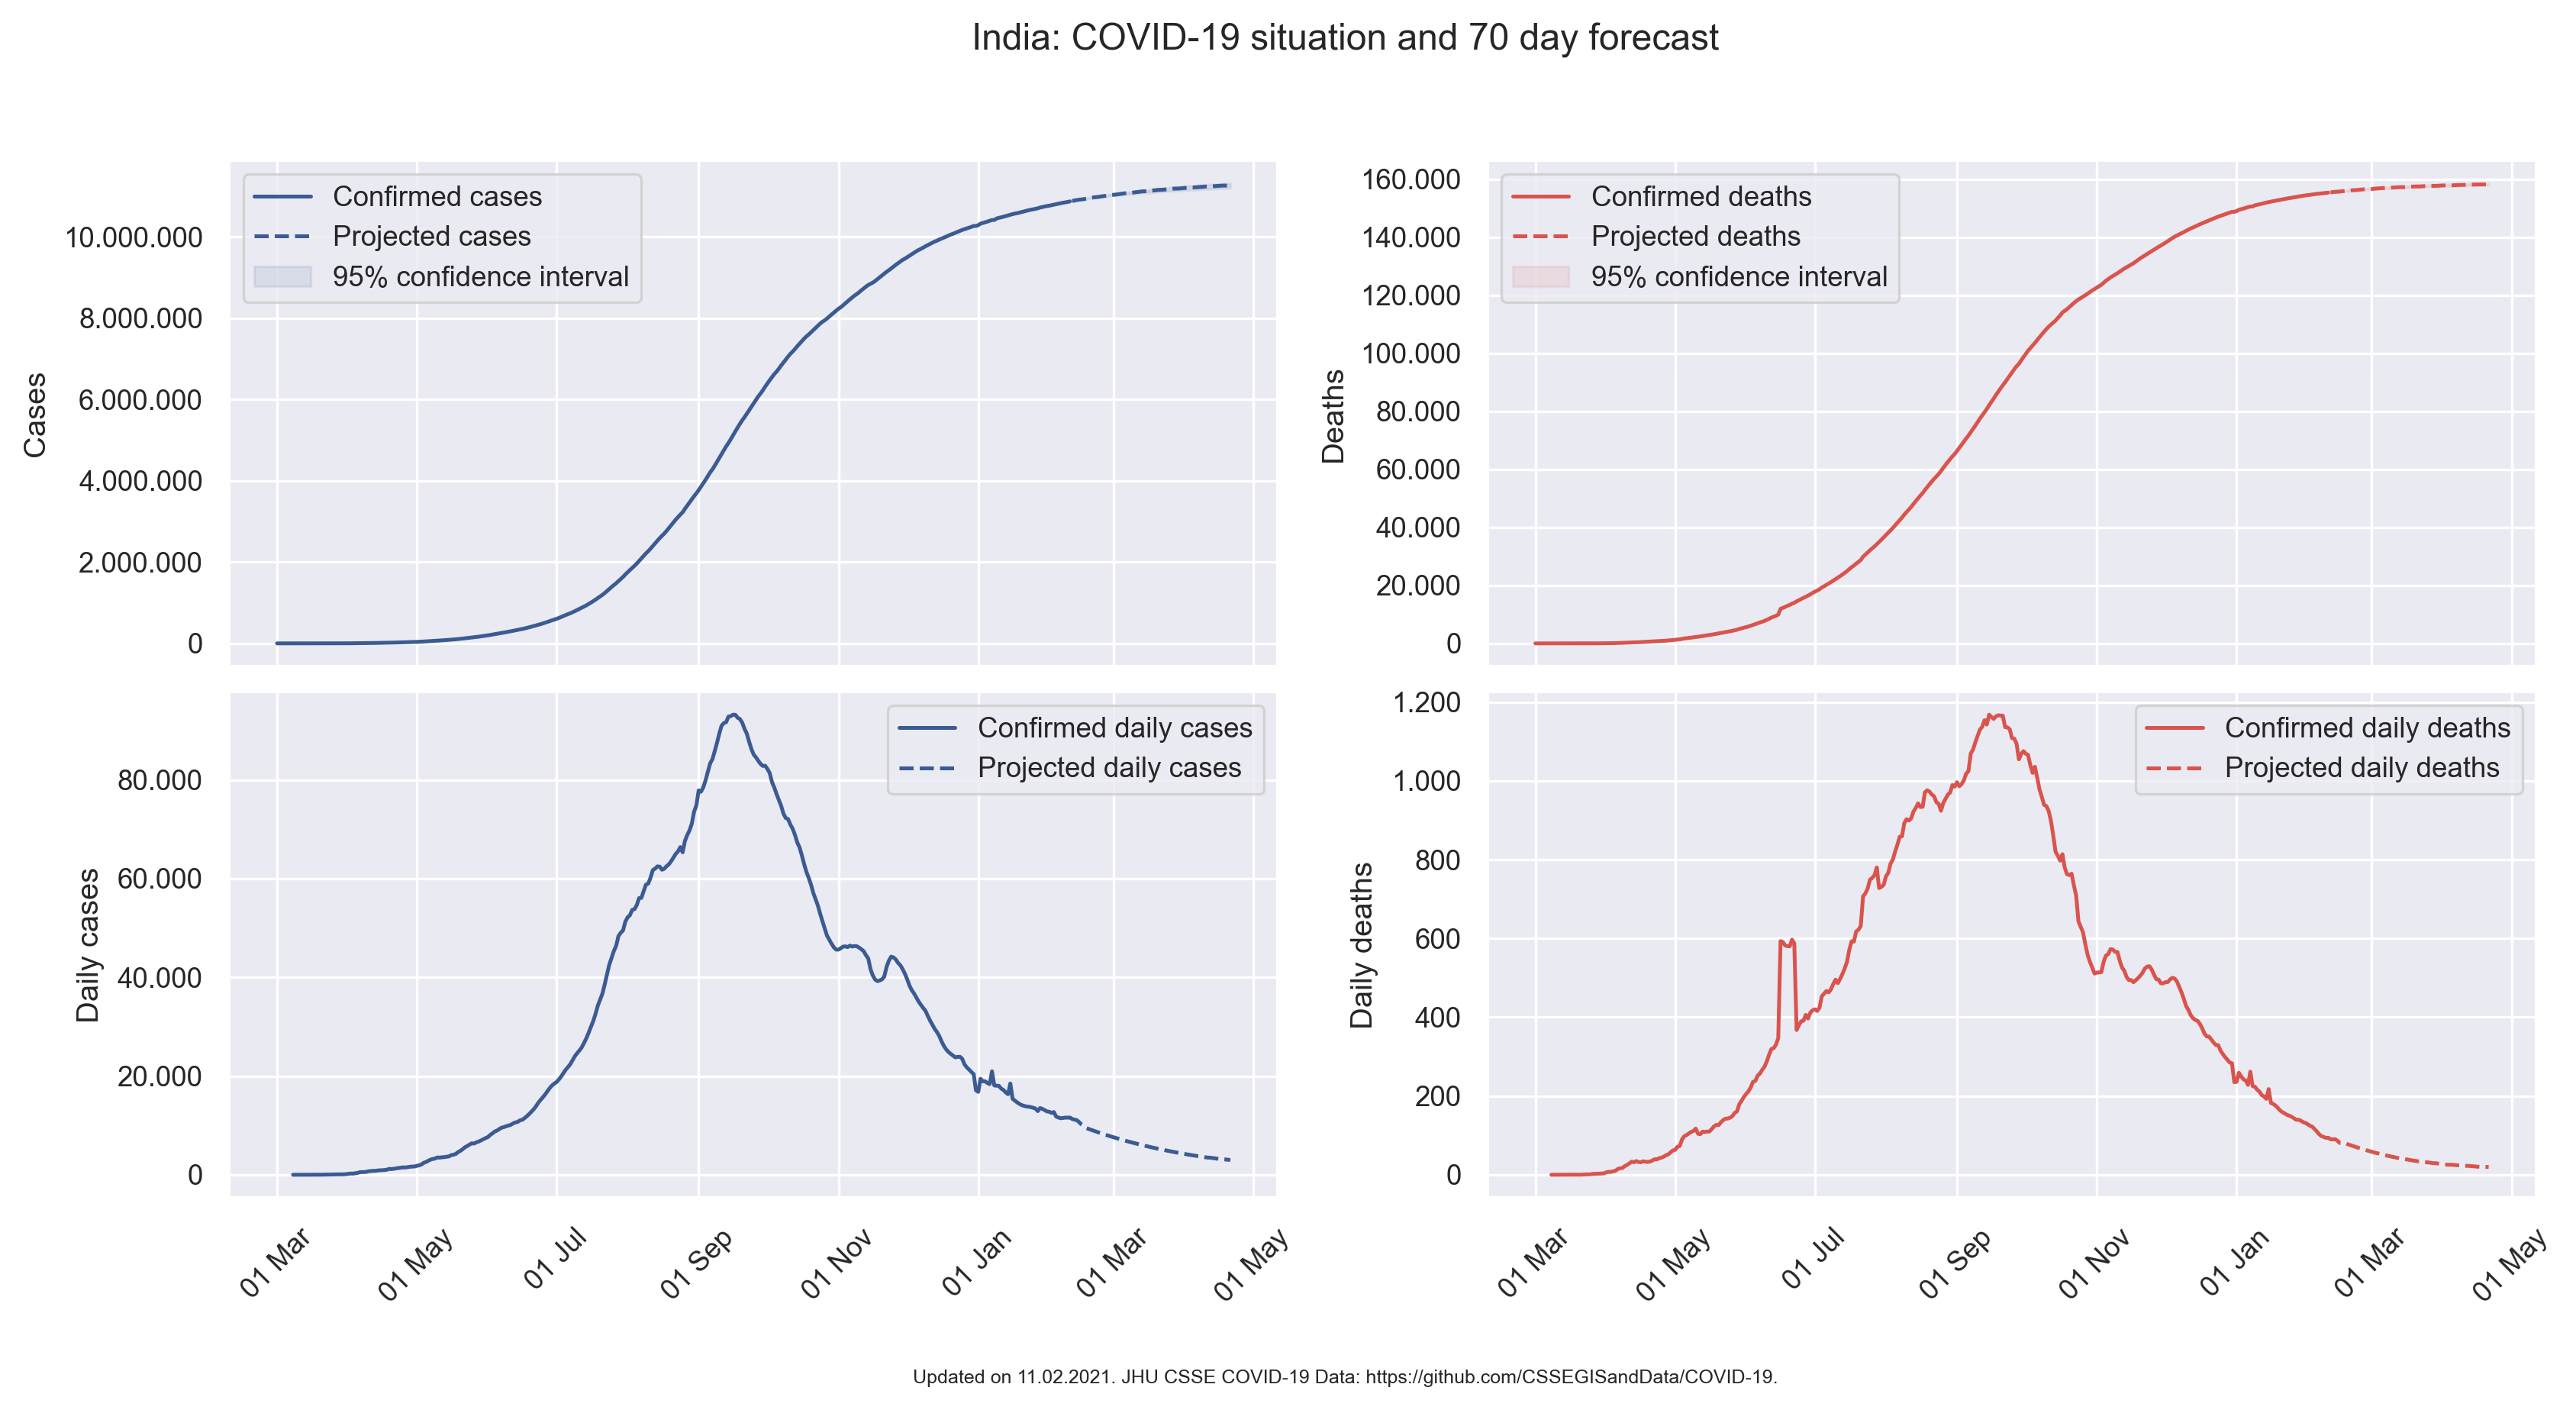 India: COVID-19 situation and 70 day forecast
Confirmed cases
Projected cases
95% confidence interval
Cases
10.000.000
8.000.000
6.000.000
4.000.000
2.000.000
0
Confirmed deaths
Projected deaths
95% confidence interval
Deaths
160.000
140.000
120.000
100.000
80.000
60.000
40.000
20.000
0
Confirmed daily cases
Projected daily cases
Daily cases
80.000
60.000
40.000
20.000
0
01 Mar
01 May
01 Jul
01 Sep
01 Nov
01 Jan
01 Mar
01 May
Confirmed daily deaths
Projected daily deaths
Daily deaths
1.200
1.000
800
600
400
200
0
01 Mar
01 May
01 Jul
01 Sep
01 Nov
01 Jan
01 Mar
01 May
Updated on 11.02.2021. JHU CSSE COVID-19 Data: https://github.com/CSSEGISandData/COVID-19.